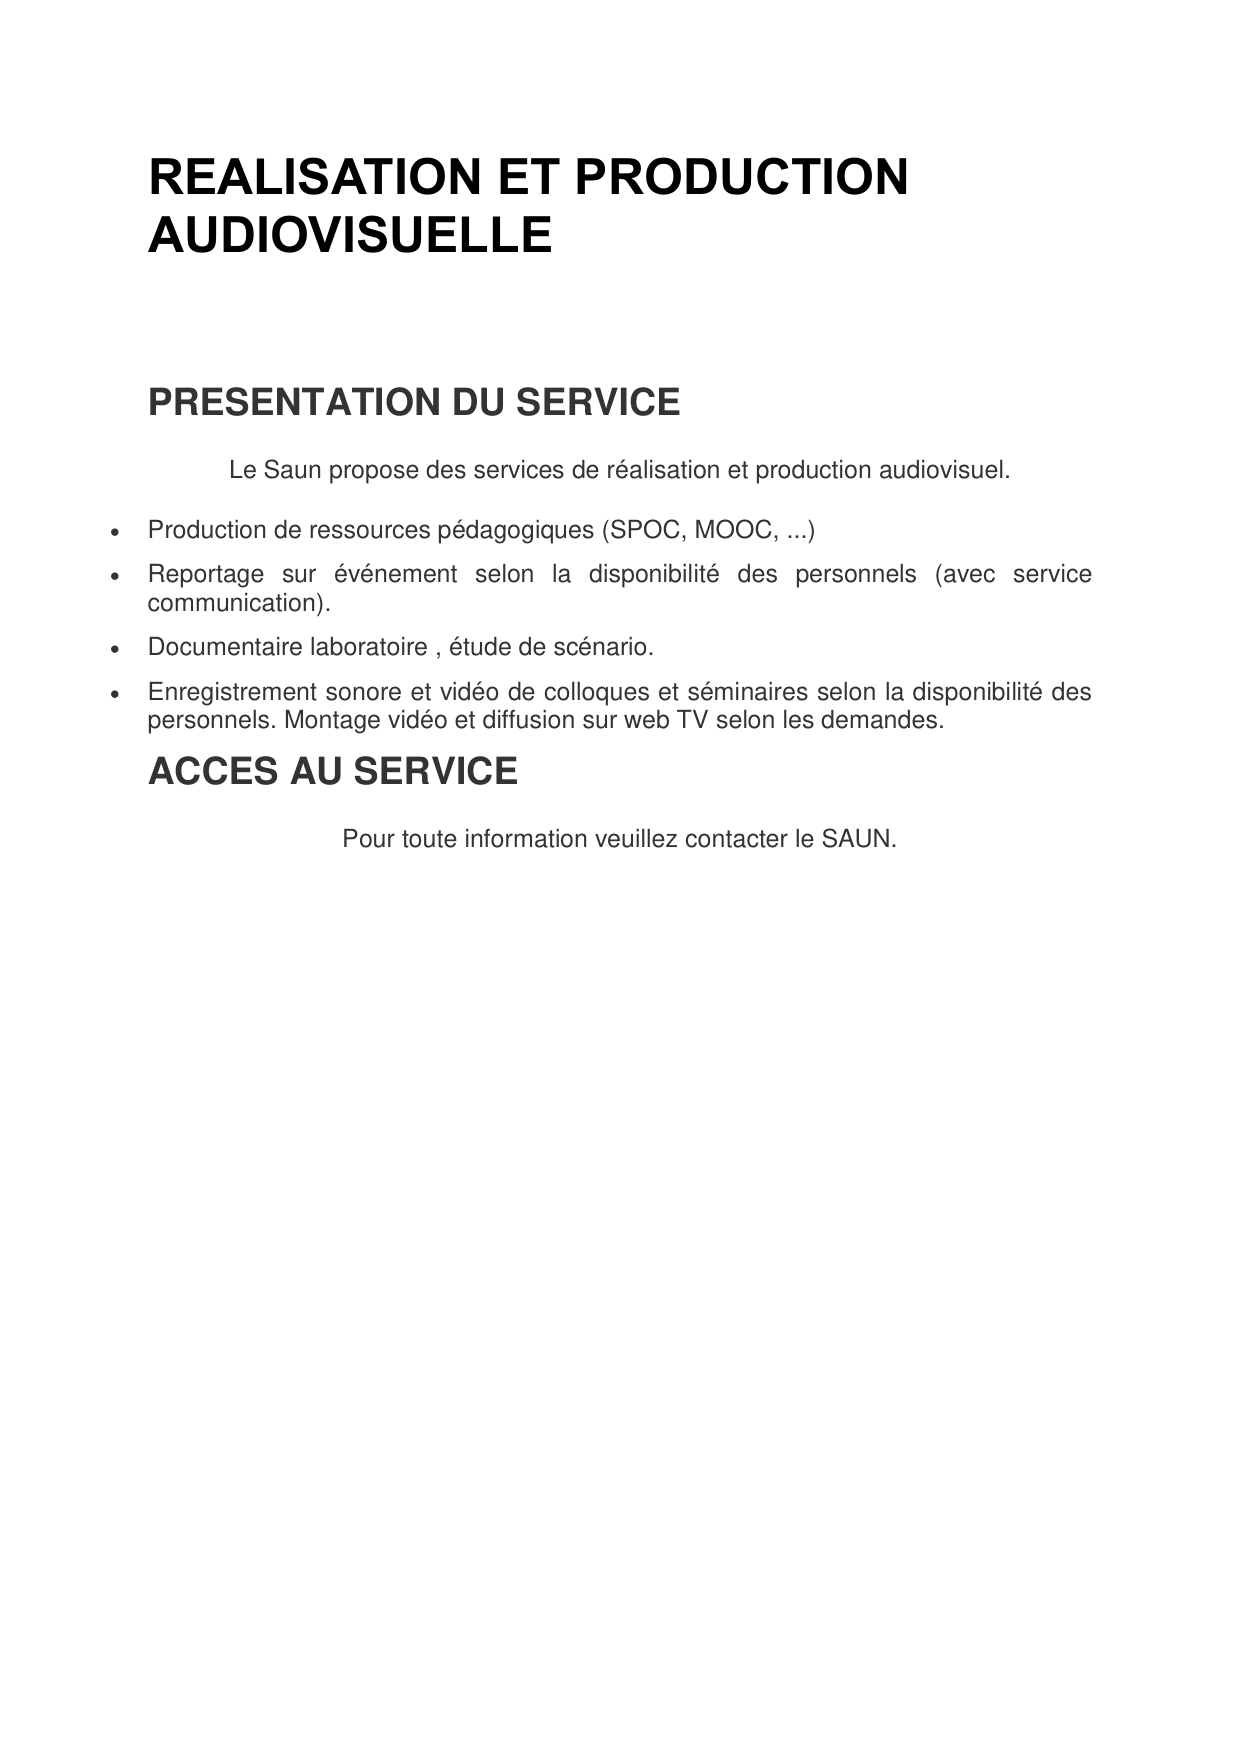 REALISATION ET PRODUCTION
AUDIOVISUELLE
PRESENTATION DU SERVICE
Le Saun propose des services de réalisation et production audiovisuel.
• Production de ressources pédagogiques (SPOC, MOOC, ...)
• Reportage sur événement selon la disponibilité des personnels (avec service
communication).
• Documentaire laboratoire , étude de scénario.
• Enregistrement sonore et vidéo de colloques et séminaires selon la disponibilité des
personnels. Montage vidéo et diffusion sur web TV selon les demandes.
ACCES AU SERVICE
Pour toute information veuillez contacter le SAUN.